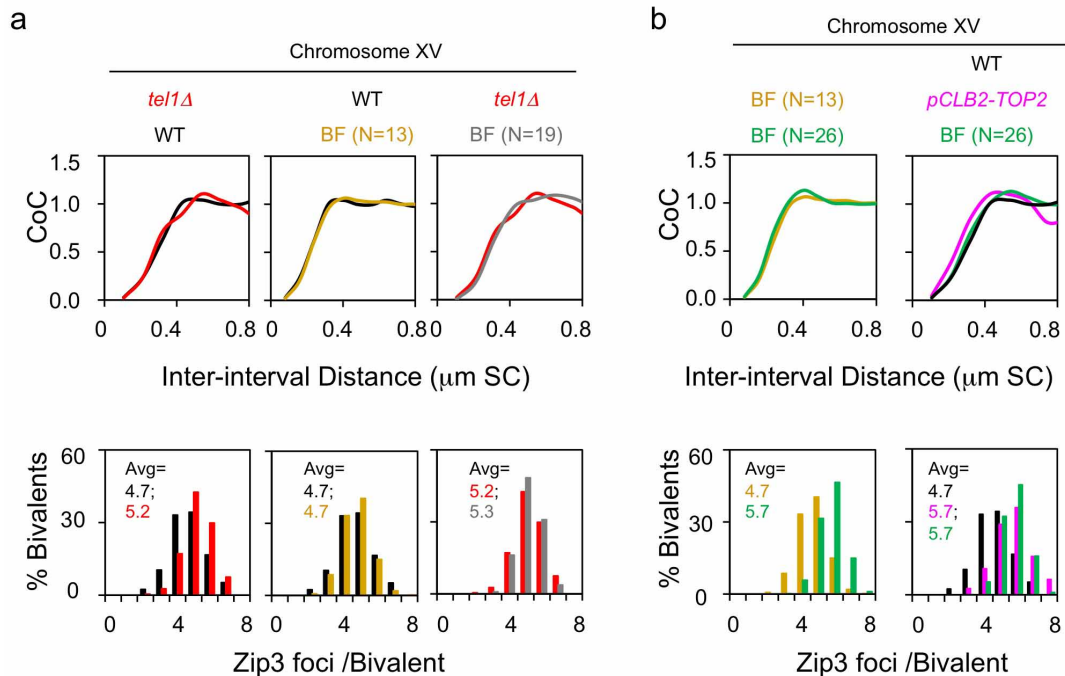 a
Chromosome XV
tel1Δ WT tel1Δ
WT BF (N=13) BF (N=19)
1.5
1.0
0.5
0.0
CoC
0 0.4 0.8 0 0.4 0.8 0 0.4 0.8
Inter-interval Distance (μm SC)
60
30
0
% Bivalents
Avg=
4.7;
5.2
Avg=
4.7;
4.7
Avg=
5.2;
5.3
0 4 8 0 4 8 0 4 8
Zip3 foci /Bivalent
b
Chromosome XV
WT
BF (N=13) pCLB2-TOP2
BF (N=26) BF (N=26)
1.5
1.0
0.5
0.0
CoC
0 0.4 0.8 0 0.4 0.8
Inter-interval Distance (μm SC)
60
30
0
% Bivalents
Avg=
4.7
5.7
Avg=
4.7
5.7;
5.7
0 4 8 0 4 8
Zip3 foci /Bivalent